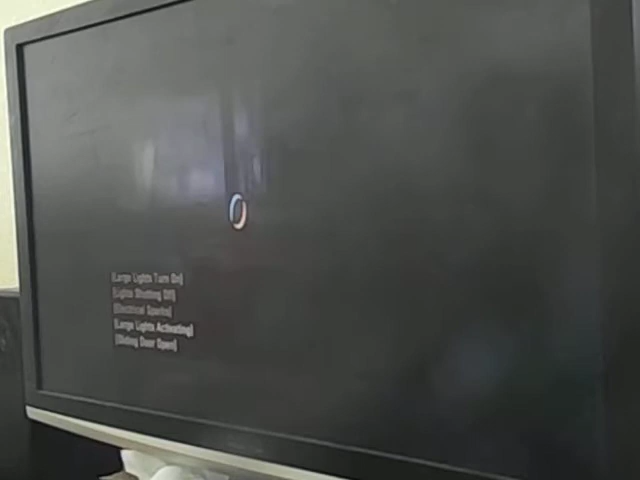 [Large Lights Turn On]
[Lights Shutting Off]
[Electrical Sparks]
[Large Lights Activating]
[Sliding Door Open]